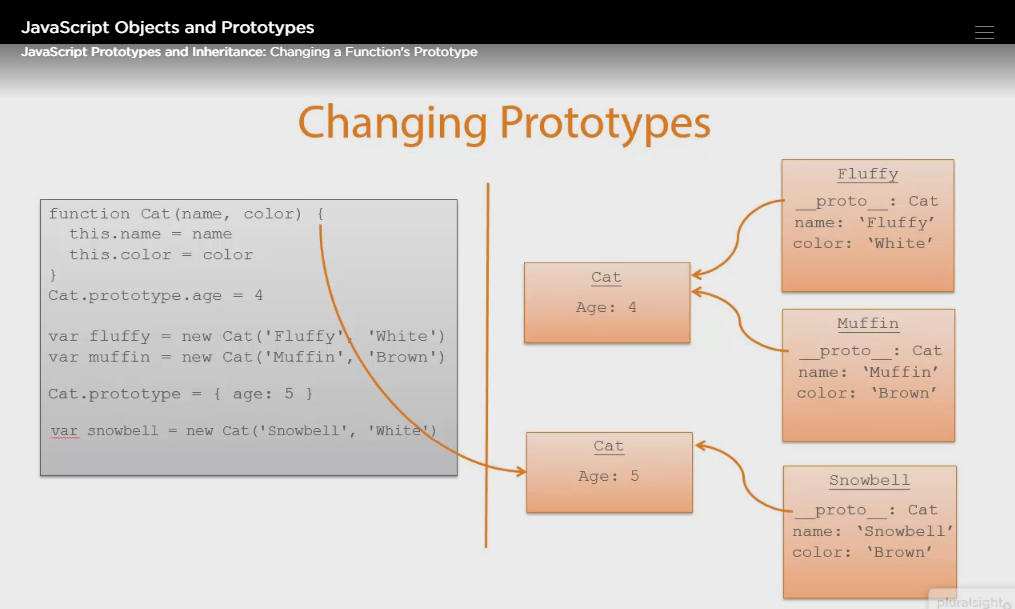 JavaScript Objects and Prototypes
JavaScript Prototypes and Inheritance: Changing a Function's Prototype
Changing Prototypes
function Cat(name, color) {
this.name = name
this.color = color
}
Cat.prototype.age = 4
var fluffy = new Cat('Fluffy', 'White')
var muffin = new Cat('Muffin', 'Brown')
Cat.prototype = { age: 5 }
var snowbell = new Cat('Snowbell', 'White')
Cat
Age: 4
Cat
Age: 5
Fluffy
__proto__: Cat
name: ‘Fluffy’
color: ‘White’
Muffin
__proto__: Cat
name: ‘Muffin’
color: ‘Brown’
Snowbell
__proto__: Cat
name: ‘Snowbell’
color: ‘Brown’
pluralsight